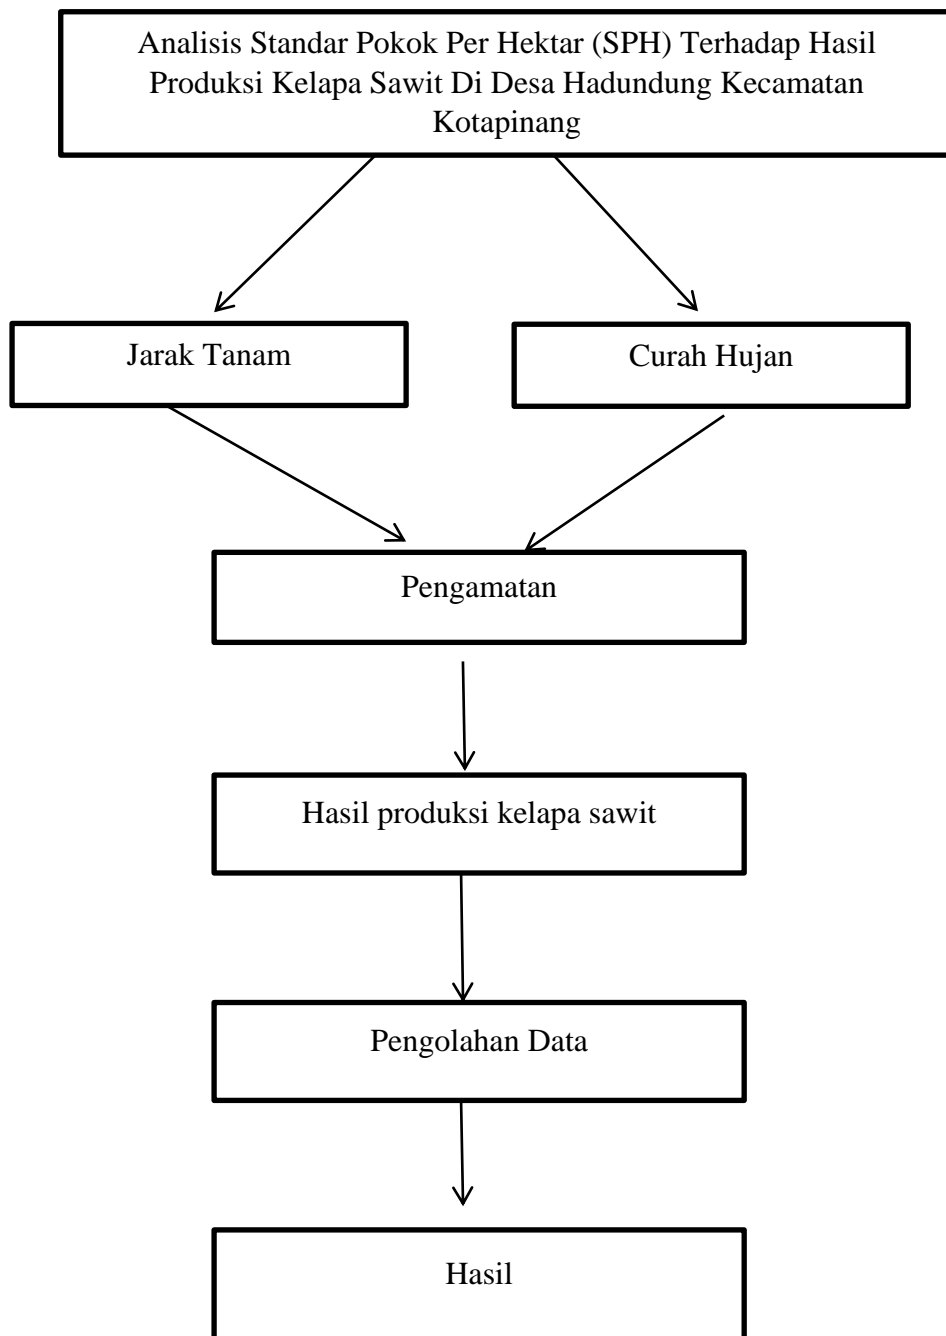 Analisis Standar Pokok Per Hektar (SPH) Terhadap Hasil
Produksi Kelapa Sawit Di Desa Hadundung Kecamatan
Kotapinang
Jarak Tanam
Curah Hujan
Pengamatan
Hasil produksi kelapa sawit
Pengolahan Data
Hasil